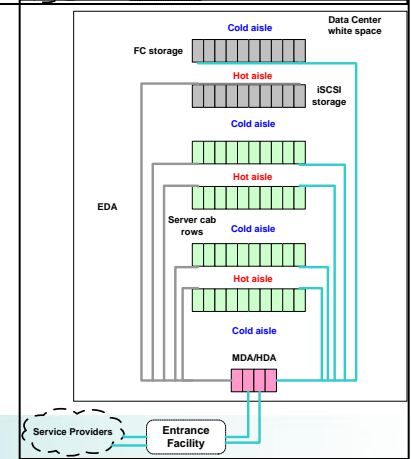 Cold aisle
Data Center
white space
FC storage
Hot aisle
iSCSI
storage
Cold aisle
Hot aisle
EDA
Server cab
rows
Cold aisle
Hot aisle
Cold aisle
MDA/HDA
Service Providers
Entrance
Facility